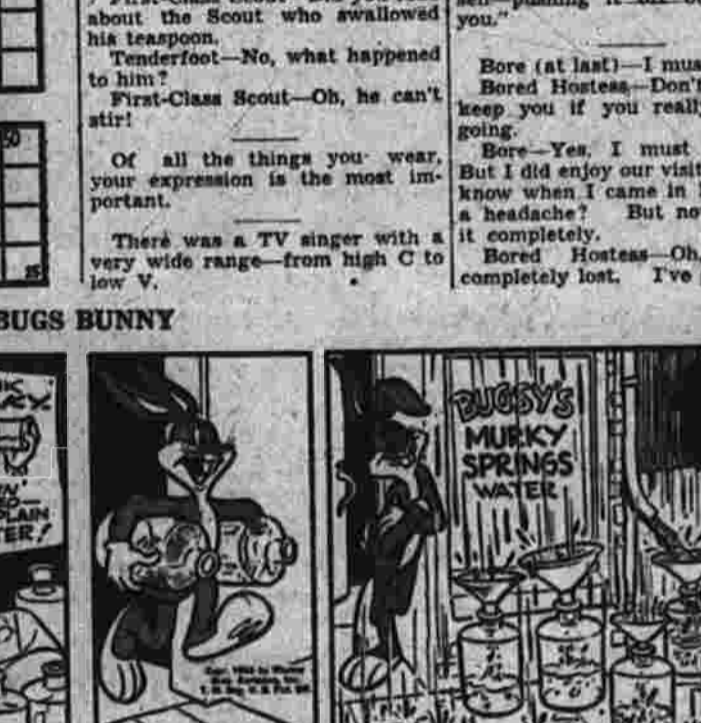 about the Scout who swallowed
his teaspoon.
Tenderfoot—No, what happened
to him?
First-Class Scout—Oh, he can't
stir!
Of all the things you wear,
your expression is the most im-
portant.
There was a TV singer with a
very wide range—from high C to
low V.
you."
Bore (at last)—I
Bored Hostess—Don't
keep you if you really
going.
Bore—Yes, I must
But I did enjoy our visit
know when I came in I
a headache? But
it completely.
Bored Hostess—Oh,
completely lost. I've
50
25
BUGS BUNNY
BUGSY'S
MURKY
SPRINGS
WATER